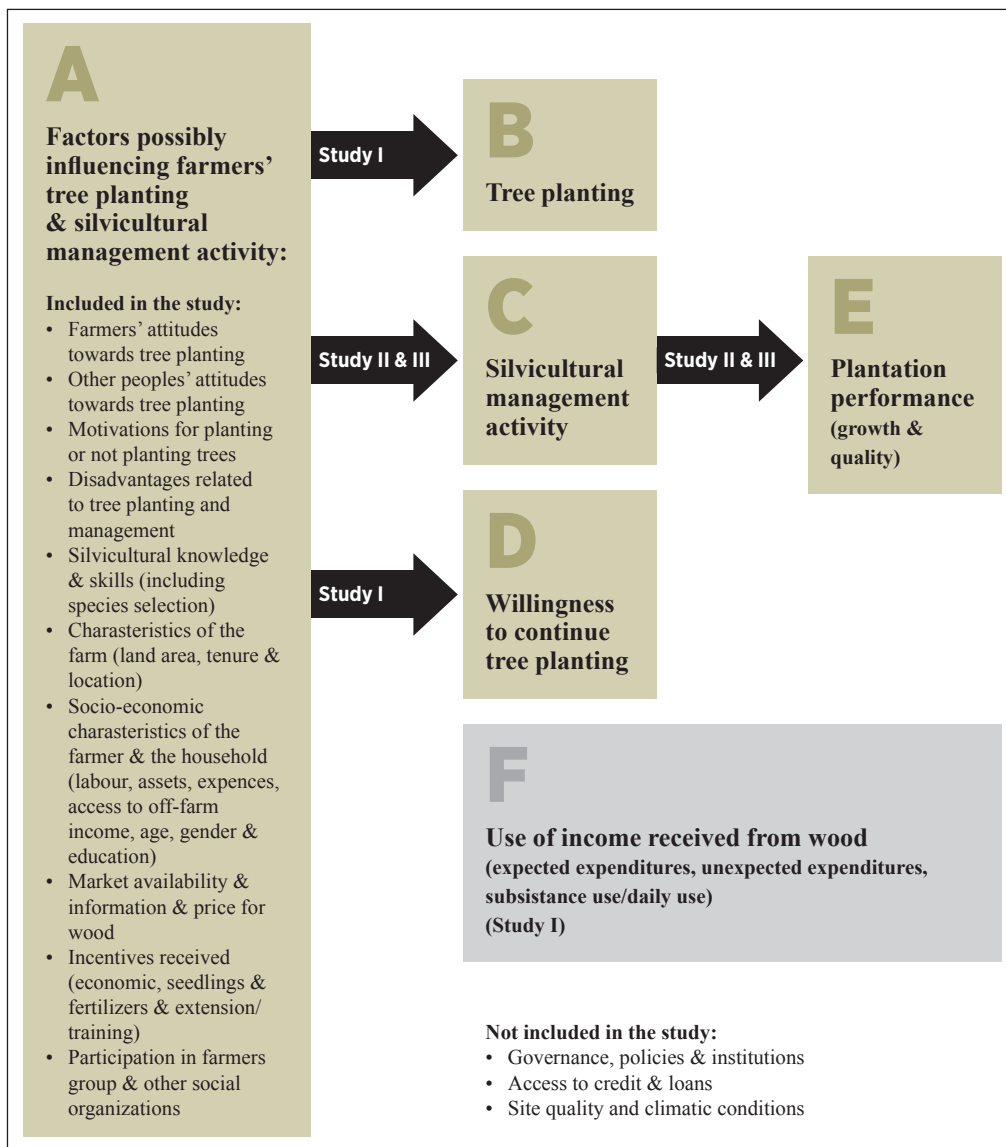 A
Factors possibly
influencing farmers’
tree planting
& silvicultural
management activity:
Included in the study:
• Farmers’ attitudes
towards tree planting
• Other peoples’ attitudes
towards tree planting
• Motivations for planting
or not planting trees
• Disadvantages related
to tree planting and
management
• Silvicultural knowledge
& skills (including
species selection)
• Charasteristics of the
farm (land area, tenure &
location)
• Socio-economic
charasteristics of the
farmer & the household
(labour, assets, expences,
access to off-farm
income, age, gender &
education)
• Market availability &
information & price for
wood
• Incentives received
(economic, seedlings &
fertilizers & extension/
training)
• Participation in farmers
group & other social
organizations
Study I
B
Tree planting
Study II & III
C
Silvicultural
management
activity
Study II & III
E
Plantation
performance
(growth &
quality)
Study I
D
Willingness
to continue
tree planting
F
Use of income received from wood
(expected expenditures, unexpected expenditures,
subsistance use/daily use)
(Study I)
Not included in the study:
• Governance, policies & institutions
• Access to credit & loans
• Site quality and climatic conditions